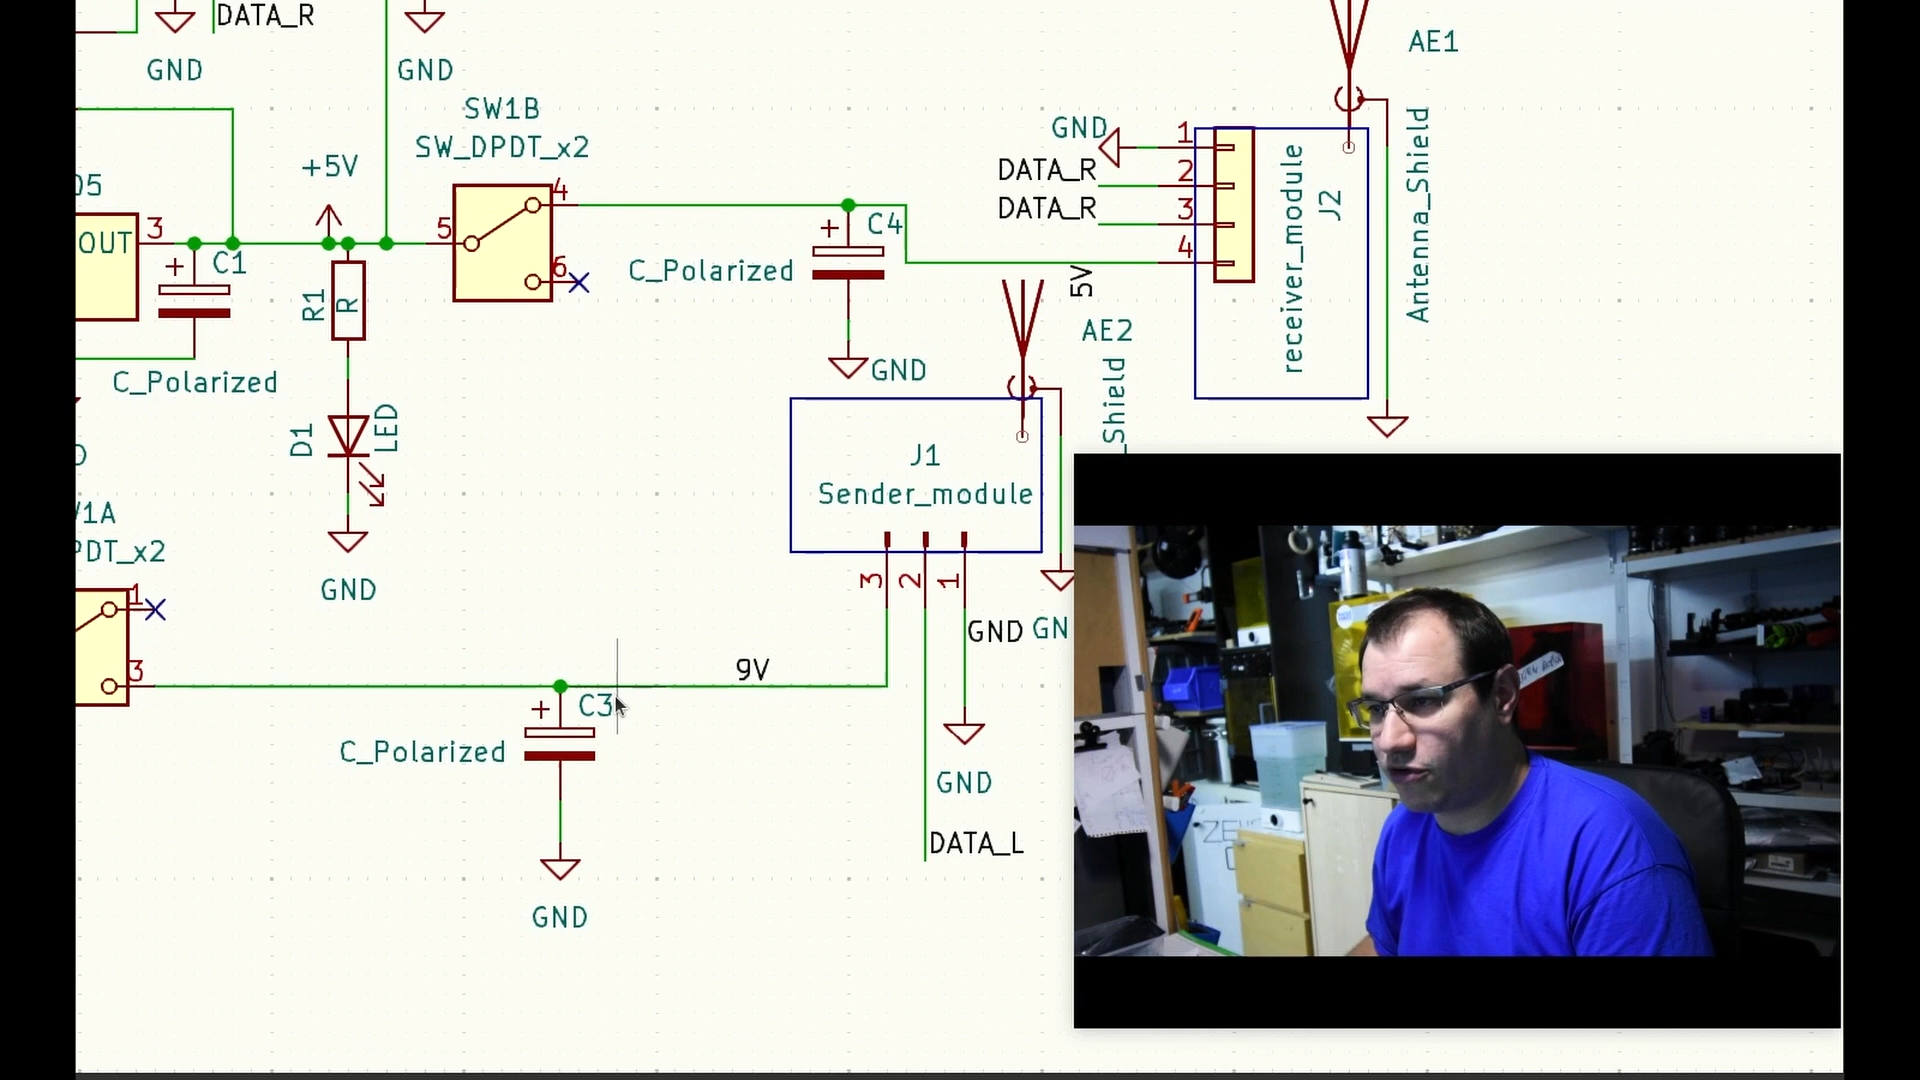 DATA_R
GND
GND
AE1
SW1B
SW_DPDT_x2
GND
1
DATA_R
2
DATA_R
3
4
receiver_module
J2
Antenna_Shield
+5V
4
5
6
OUT
3
+
C1
C_Polarized
R1
R
+
C4
C_Polarized
5V
GND
AE2
_Shield
D1
LED
GND
J1
Sender_module
3
2
1
GND
GN
1A
PDT_x2
1
3
9V
+
C3
C_Polarized
GND
GND
DATA_L